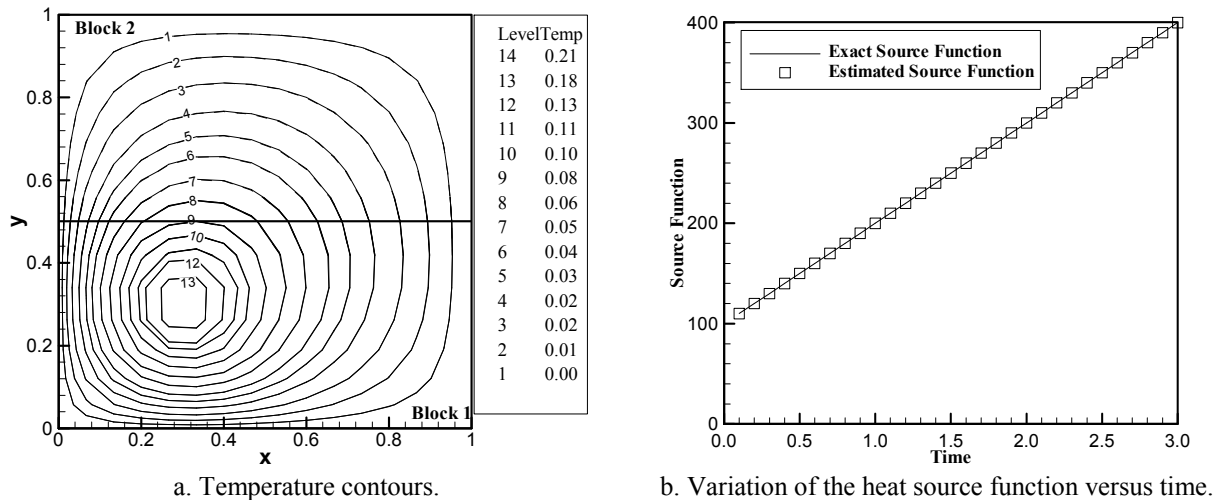 Block 2
Block 1
1
2
3
4
5
6
7
8
9
10
12
13
1
0.8
0.6
0.4
0.2
0
y
0 0.2 0.4 0.6 0.8 1
x
LevelTemp
14 0.21
13 0.18
12 0.13
11 0.11
10 0.10
9 0.08
8 0.06
7 0.05
6 0.04
5 0.03
4 0.02
3 0.02
2 0.01
1 0.00
a. Temperature contours.
400
300
200
100
0
Source Function
Exact Source Function
Estimated Source Function
0.0 0.5 1.0 1.5 2.0 2.5 3.0
Time
b. Variation of the heat source function versus time.